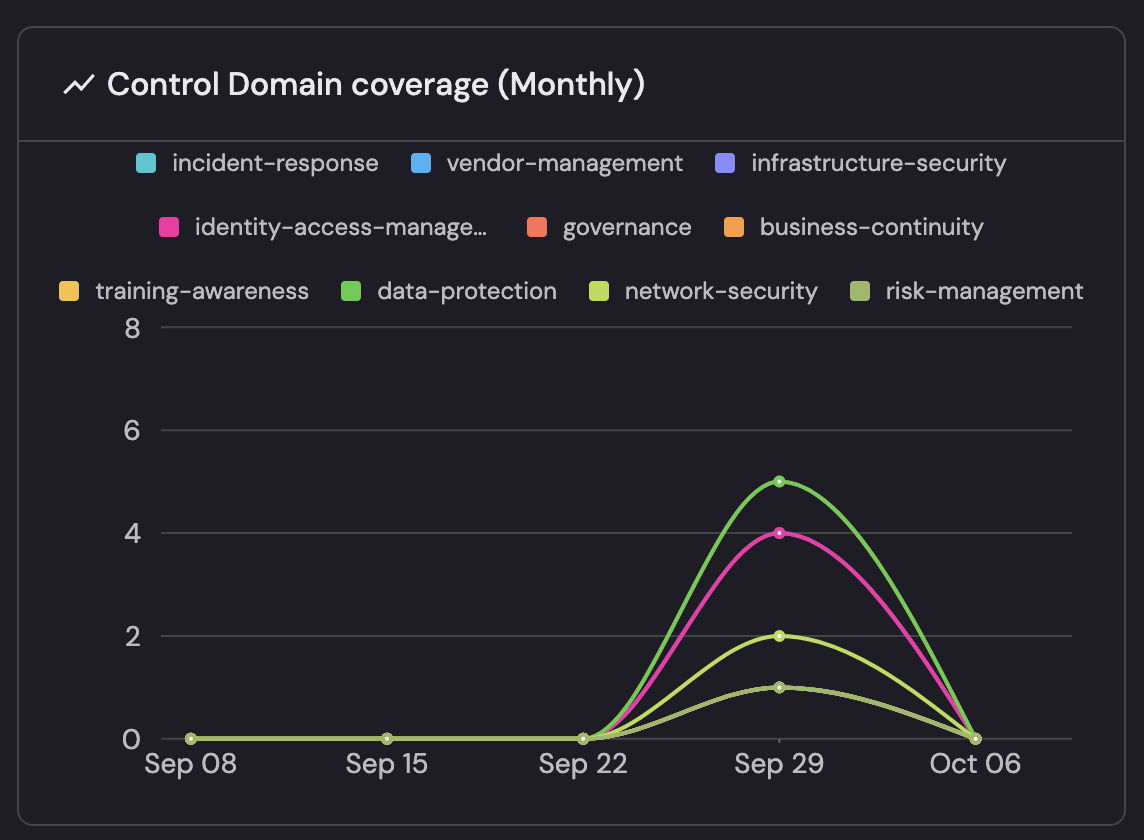 Control Domain coverage (Monthly)
incident-response vendor-management infrastructure-security
identity-access-manage... governance business-continuity
training-awareness data-protection network-security risk-management
8
6
4
2
0
Sep 08 Sep 15 Sep 22 Sep 29 Oct 06